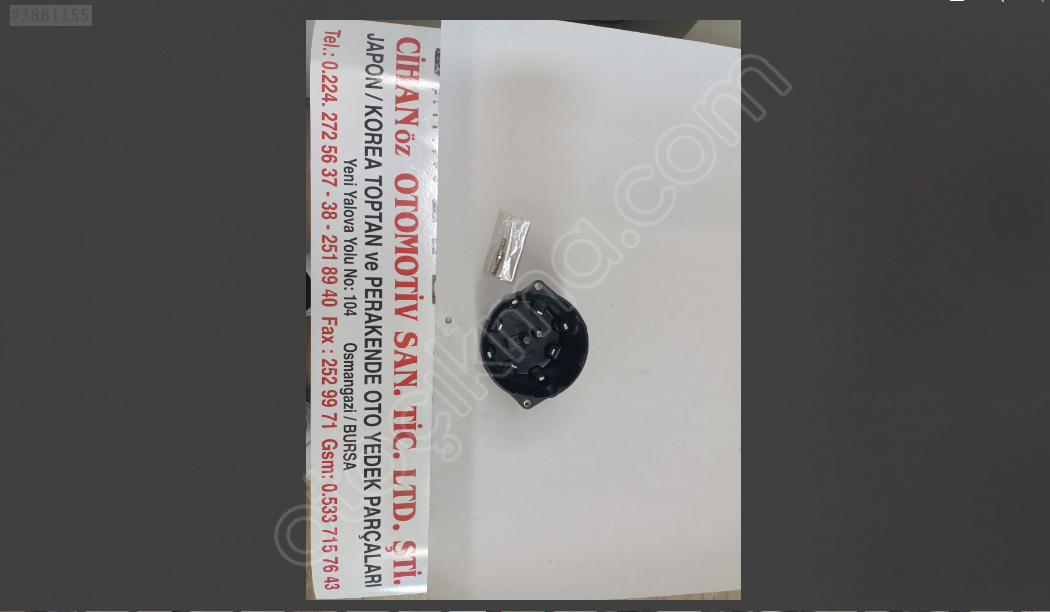 #3881155
CİHANöz OTOMOTİV SAN. TİC. LTD. ŞTİ.
JAPON / KOREA TOPTAN ve PERAKENDE OTO YEDEK PARÇALARI
Yeni Yalova Yolu No: 104 Osmangazi / BURSA
Tel.: 0.224. 272 56 37 - 38 - 251 89 40 Fax : 252 99 71 Gsm: 0.533 715 76 43
otocikma.com